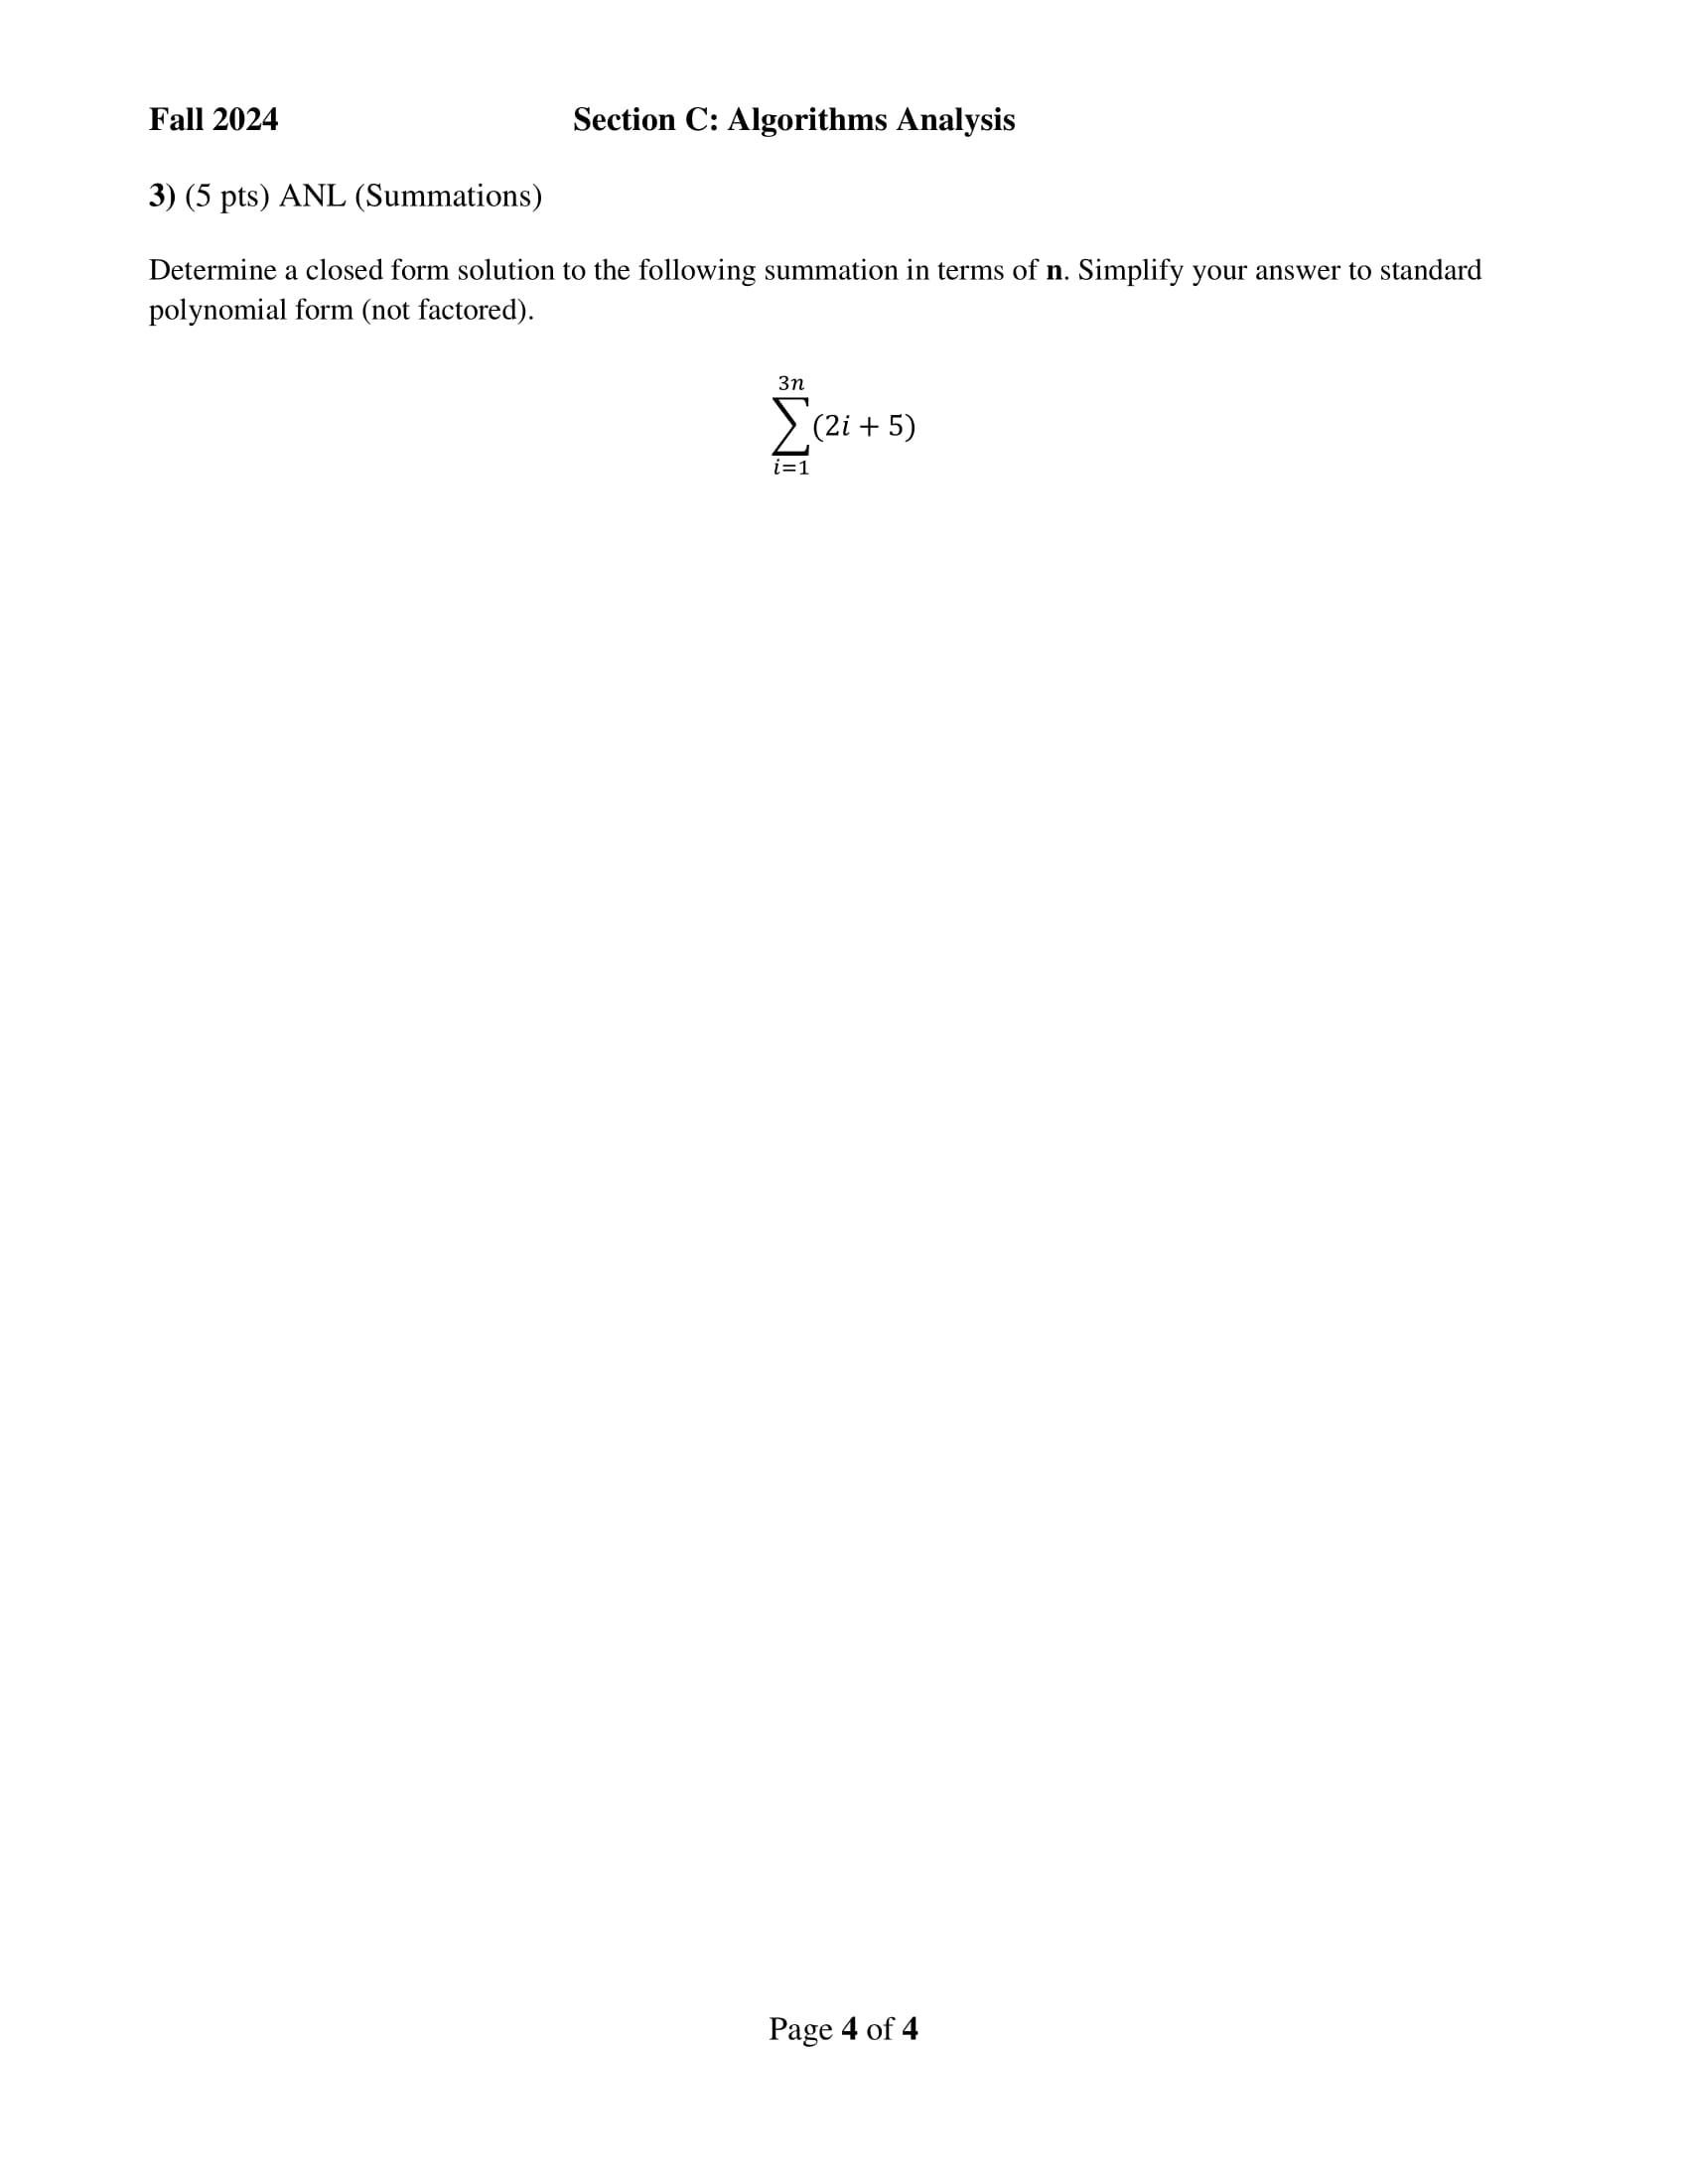 Fall 2024 Section C: Algorithms Analysis
3) (5 pts) ANL (Summations)
Determine a closed form solution to the following summation in terms of n. Simplify your answer to standard
polynomial form (not factored).
3n
∑(2i + 5)
i=1
Page 4 of 4